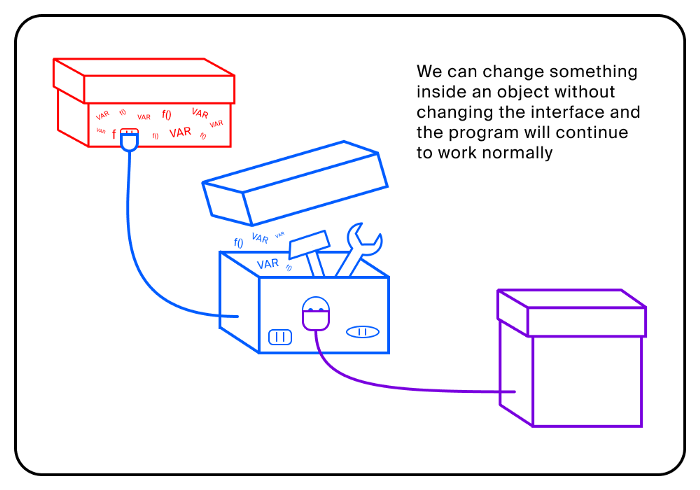 We can change something
inside an object without
changing the interface and
the program will continue
to work normally
VAR f() VAR f() VAR VAR
VAR f f() VAR f()
f() VAR VAR
VAR f()